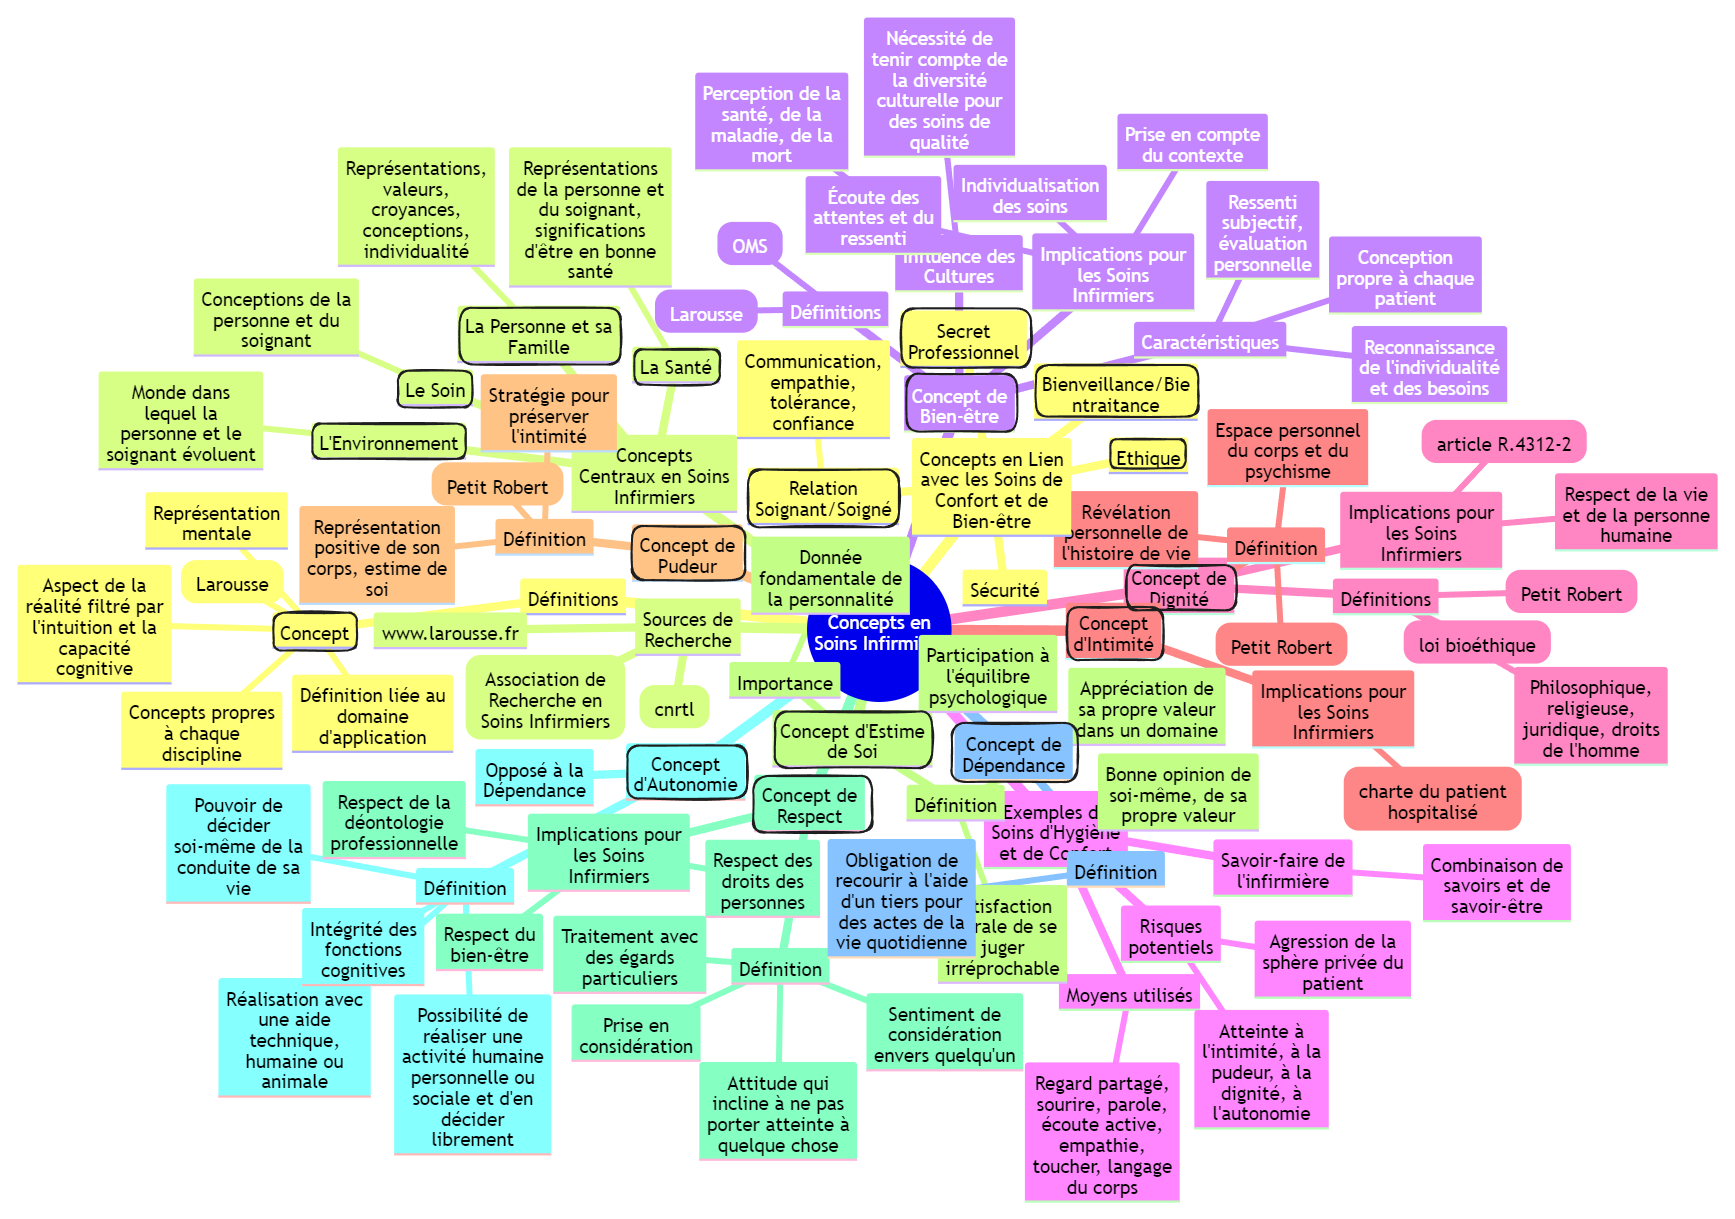 Nécessité de
tenir compte de
la diversité
culturelle pour
des soins de
qualité
Perception de la
santé, de la
maladie, de la
mort
Prise en compte
du contexte
Représentations,
valeurs,
croyances,
conceptions,
individualité
Représentations
de la personne et
du soignant,
significations
d'être en bonne
santé
Écoute des
attentes et du
ressenti
Individualisation
des soins
Ressenti
subjectif,
évaluation
personnelle
OMS
Influence des
Cultures
Implications pour
les Soins
Infirmiers
Conception
propre à chaque
patient
Conceptions de la
personne et du
soignant
Larousse
Définitions
La Personne et sa
Famille
Secret
Professionnel
Caractéristiques
Reconnaissance
de l'individualité
et des besoins
La Santé
Communication,
empathie,
tolérance,
confiance
Le Soin
Concept de
Bien-être
Bienveillance/Bie
ntraitance
Monde dans
lequel la
personne et le
soignant évoluent
Stratégie pour
préserver
l'intimité
L'Environnement
Concepts
Centraux en Soins
Infirmiers
Concepts en Lien
avec les Soins de
Confort et de
Bien-être
Ethique
Espace personnel
du corps et du
psychisme
article R.4312-2
Petit Robert
Relation
Soignant/Soigné
Révélation
personnelle de
l'histoire de vie
Implications pour
les Soins
Infirmiers
Respect de la vie
et de la personne
humaine
Représentation
mentale
Représentation
positive de son
corps, estime de
soi
Définition
Concept de
Pudeur
Définition
Larousse
Donnée
fondamentale de
la personnalité
Sécurité
Concept de
Dignité
Définitions
Petit Robert
Aspect de la
réalité filtré par
l'intuition et la
capacité
cognitive
Définitions
Concept
www.larousse.fr
Sources de
Recherche
Concepts en
Soins Infirmi
Concept
d'Intimité
Petit Robert
loi bioéthique
Association de
Recherche en
Soins Infirmiers
cnrtl
Importance
Participation à
l'équilibre
psychologique
Appréciation de
sa propre valeur
dans un domaine
Implications pour
les Soins
Infirmiers
Philosophique,
religieuse,
juridique, droits
de l'homme
Concepts propres
à chaque
discipline
Définition liée au
domaine
d'application
Concept d'Estime
de Soi
Concept de
Dépendance
Opposé à la
Dépendance
Concept
d'Autonomie
Concept de
Respect
Définition
Bonne opinion de
soi-même, de sa
propre valeur
charte du patient
hospitalisé
Pouvoir de
décider
soi-même de la
conduite de sa
vie
Respect de la
déontologie
professionnelle
Implications pour
les Soins
Infirmiers
Exemples d
Soins d'Hygiène
et de Confort
Respect des
droits des
personnes
Obligation de
recourir à l'aide
d'un tiers pour
des actes de la
vie quotidienne
Définition
Savoir-faire de
l'infirmière
Combinaison de
savoirs et de
savoir-être
Définition
Intégrité des
fonctions
cognitives
Respect du
bien-être
Traitement avec
des égards
particuliers
Définition
tisfaction
rale de se
juger
irréprochable
Risques
potentiels
Agression de la
sphère privée du
patient
Moyens utilisés
Réalisation avec
une aide
technique,
humaine ou
animale
Possibilité de
réaliser une
activité humaine
personnelle ou
sociale et d'en
décider
librement
Prise en
considération
Sentiment de
considération
envers quelqu'un
Attitude qui
incline à ne pas
porter atteinte à
quelque chose
Atteinte à
l'intimité, à la
pudeur, à la
dignité, à
l'autonomie
Regard partagé,
sourire, parole,
écoute active,
empathie,
toucher, langage
du corps